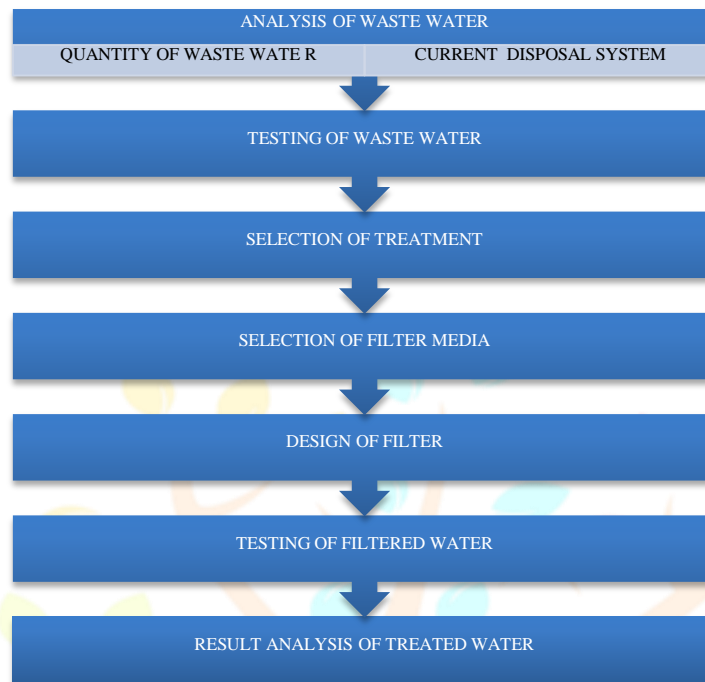 ANALYSIS OF WASTE WATER
QUANTITY OF WASTE WATE R CURRENT DISPOSAL SYSTEM
TESTING OF WASTE WATER
SELECTION OF TREATMENT
SELECTION OF FILTER MEDIA
DESIGN OF FILTER
TESTING OF FILTERED WATER
RESULT ANALYSIS OF TREATED WATER